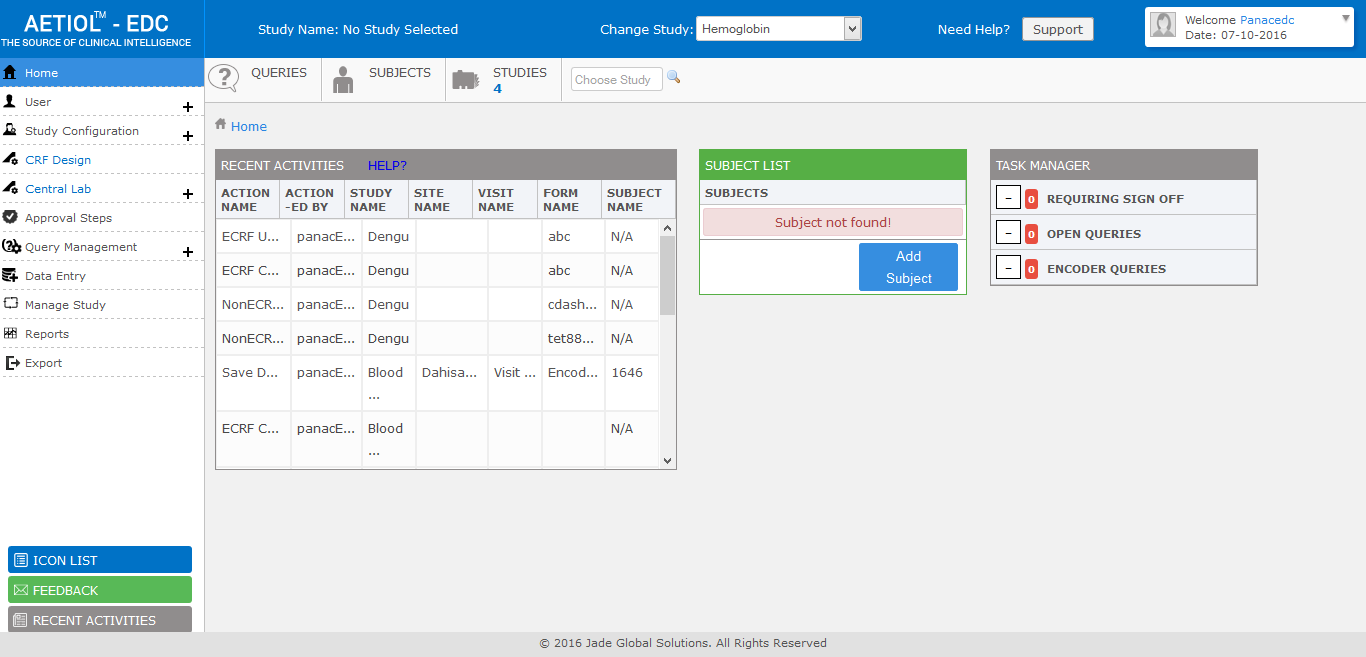 AETIOL™ - EDC
THE SOURCE OF CLINICAL INTELLIGENCE
Study Name: No Study Selected
Change Study: Hemoglobin
Need Help? Support
Welcome Panacedc
Date: 07-10-2016
Home
User
Study Configuration
CRF Design
Central Lab
Approval Steps
Query Management
Data Entry
Manage Study
Reports
Export
ICON LIST
FEEDBACK
RECENT ACTIVITIES
QUERIES
SUBJECTS
STUDIES
4
Choose Study
Home
RECENT ACTIVITIES HELP?
ACTION NAME ACTION -ED BY STUDY NAME SITE NAME VISIT NAME FORM NAME SUBJECT NAME
ECRF U... panacE... Dengu abc N/A
ECRF C... panacE... Dengu abc N/A
NonECR... panacE... Dengu cdash... N/A
NonECR... panacE... Dengu tet88... N/A
Save D... panacE... Blood ... Dahisa... Visit ... Encod... 1646
ECRF C... panacE... Blood ... N/A
SUBJECT LIST
SUBJECTS
Subject not found!
Add
Subject
TASK MANAGER
– 0 REQUIRING SIGN OFF
– 0 OPEN QUERIES
– 0 ENCODER QUERIES
© 2016 Jade Global Solutions. All Rights Reserved